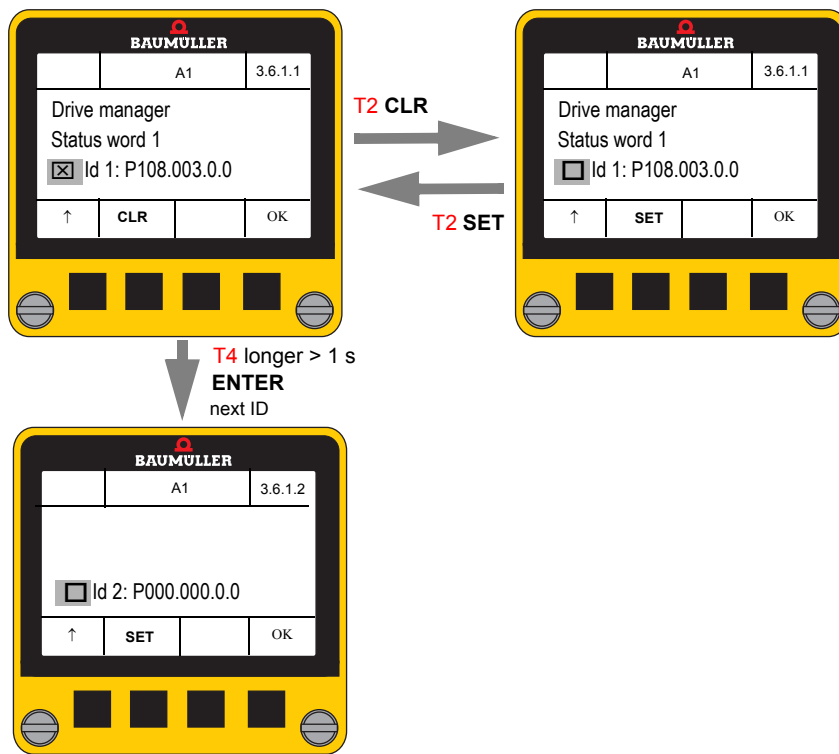 BAUMÜLLER
A1 3.6.1.1
Drive manager
Status word 1
☒ Id 1: P108.003.0.0
↑ CLR OK
T2 CLR
T2 SET
BAUMÜLLER
A1 3.6.1.1
Drive manager
Status word 1
☐ Id 1: P108.003.0.0
↑ SET OK
T4 longer > 1 s
ENTER
next ID
BAUMÜLLER
A1 3.6.1.2
☐ Id 2: P000.000.0.0
↑ SET OK